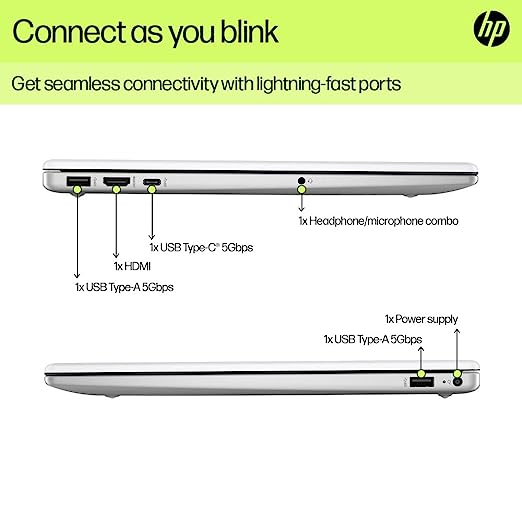 Connect as you blink
hp
Get seamless connectivity with lightning-fast ports
1x Headphone/microphone combo
1x USB Type-C® 5Gbps
1x HDMI
1x USB Type-A 5Gbps
1x Power supply
1x USB Type-A 5Gbps